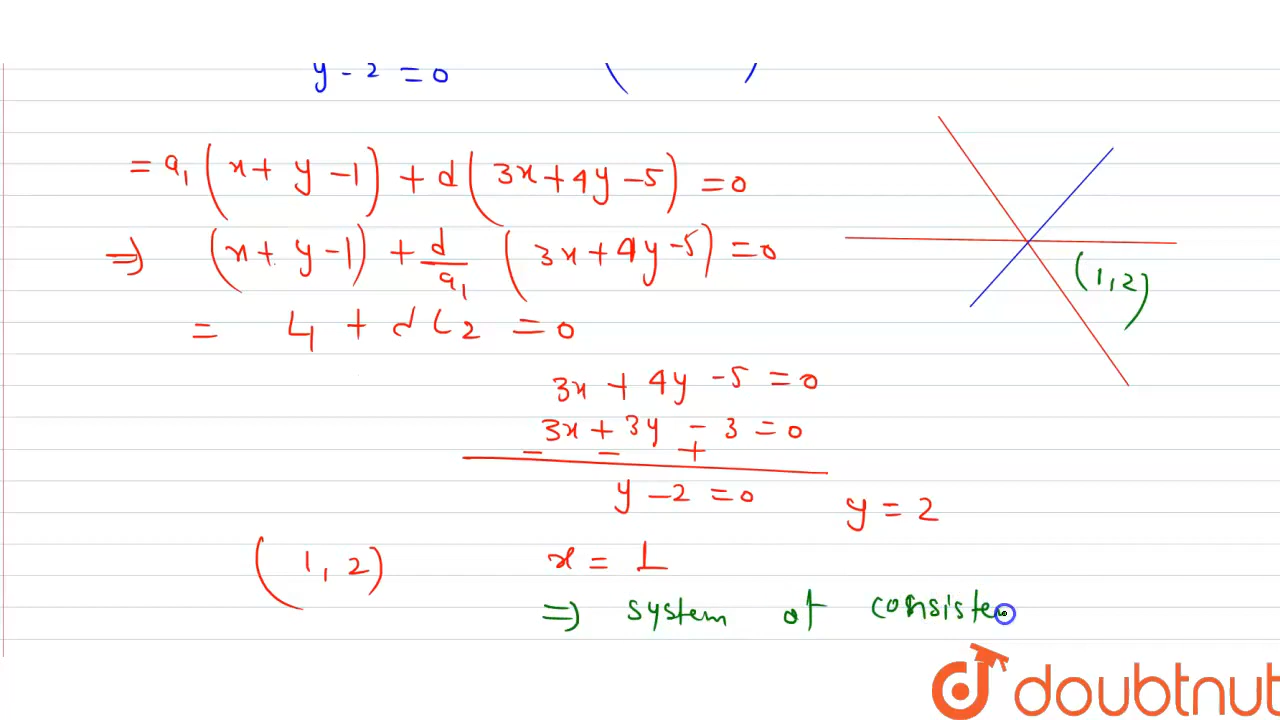 y - 2 = 0
= a₁ (x + y - 1) + d (3x + 4y - 5) = 0
⇒ (x + y - 1) + d/a₁ (3x + 4y - 5) = 0
(1, 2)
= L₁ + d L₂ = 0
3x + 4y - 5 = 0
3x + 3y - 3 = 0
- - +
y - 2 = 0
y = 2
(1, 2)
x = 1
⇒ system of consisten
doubtnut